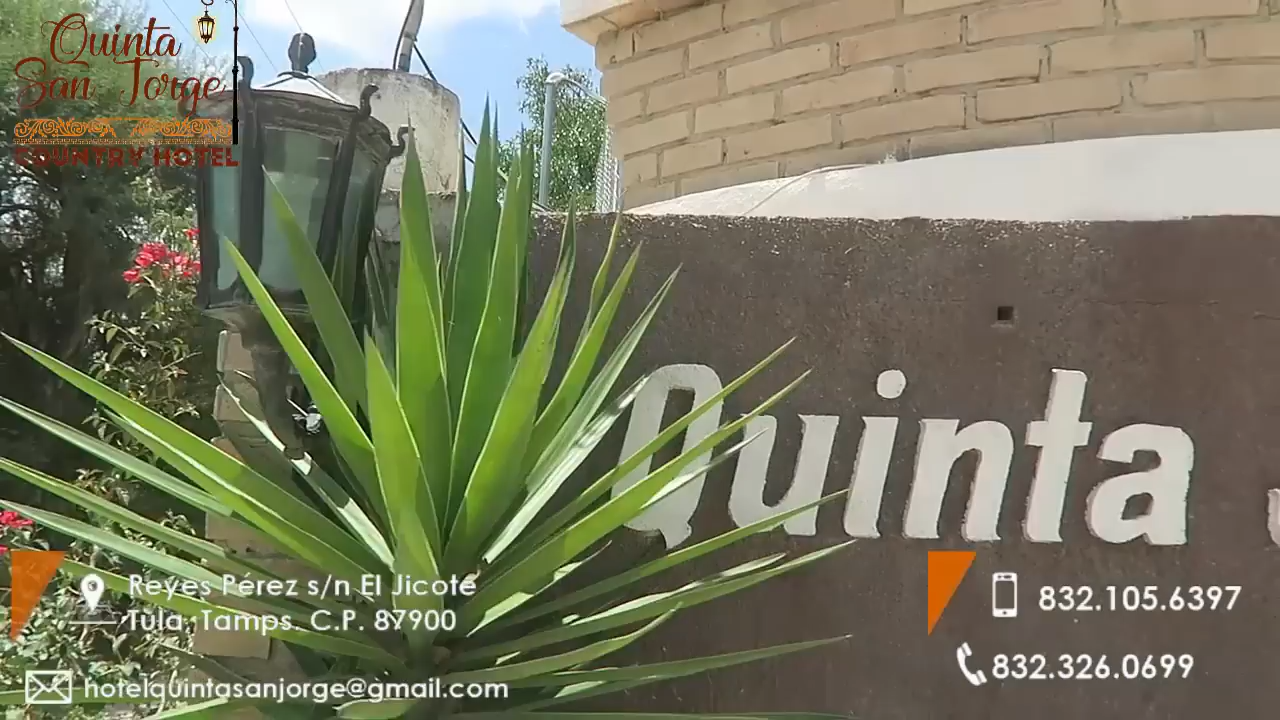 Quinta
San Jorge
COUNTRY HOTEL
Quinta
Reyes Pérez s/n El Jicote
Tula, Tamps. C.P. 87900
hotelquintasanjorge@gmail.com
832.105.6397
832.326.0699